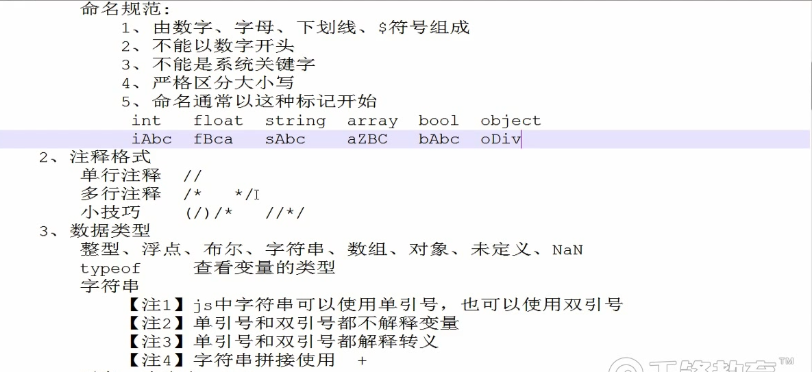 命名规范:
1、由数字、字母、下划线、$符号组成
2、不能以数字开头
3、不能是系统关键字
4、严格区分大小写
5、命名通常以这种标记开始
int float string array bool object
iAbc fBca sAbc aZBC bAbc oDiv
2、注释格式
单行注释 //
多行注释 /* */
小技巧 (/)/* //*/
3、数据类型
整型、浮点、布尔、字符串、数组、对象、未定义、NaN
typeof 查看变量的类型
字符串
【注1】js中字符串可以使用单引号，也可以使用双引号
【注2】单引号和双引号都不解释变量
【注3】单引号和双引号都解释转义
【注4】字符串拼接使用 +